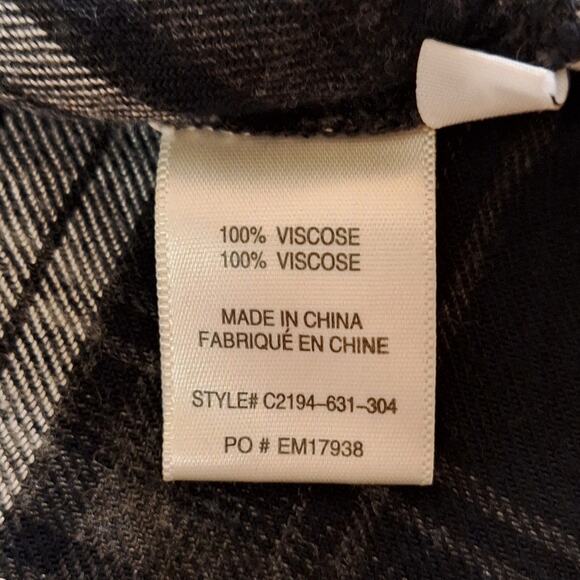 100% VISCOSE
100% VISCOSE
MADE IN CHINA
FABRIQUÉ EN CHINE
STYLE# C2194-631-304
PO # EM17938